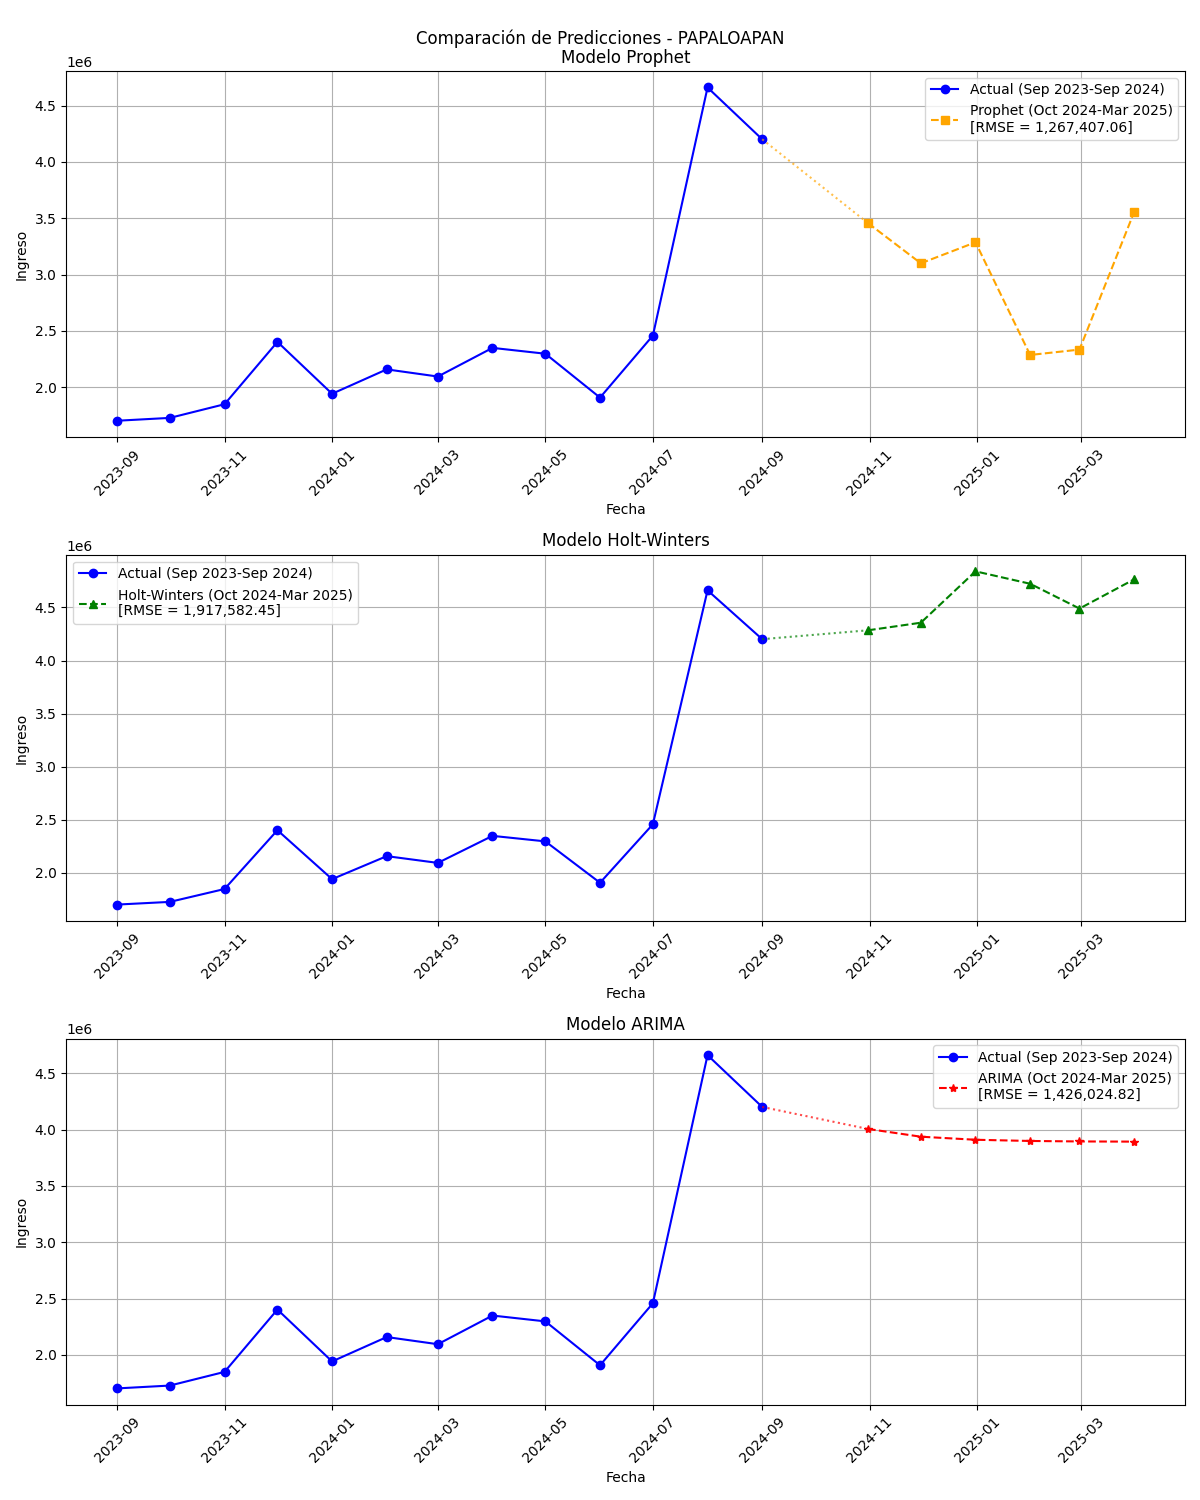 Comparación de Predicciones - PAPALOAPAN
Modelo Prophet
1e6
Actual (Sep 2023-Sep 2024)
Prophet (Oct 2024-Mar 2025)
[RMSE = 1,267,407.06]
4.5
4.0
3.5
3.0
2.5
2.0
Ingreso
2023-09
2023-11
2024-01
2024-03
2024-05
2024-07
2024-09
2024-11
2025-01
2025-03
Fecha
Modelo Holt-Winters
1e6
Actual (Sep 2023-Sep 2024)
Holt-Winters (Oct 2024-Mar 2025)
[RMSE = 1,917,582.45]
4.5
4.0
3.5
3.0
2.5
2.0
Ingreso
2023-09
2023-11
2024-01
2024-03
2024-05
2024-07
2024-09
2024-11
2025-01
2025-03
Fecha
Modelo ARIMA
1e6
Actual (Sep 2023-Sep 2024)
ARIMA (Oct 2024-Mar 2025)
[RMSE = 1,426,024.82]
4.5
4.0
3.5
3.0
2.5
2.0
Ingreso
2023-09
2023-11
2024-01
2024-03
2024-05
2024-07
2024-09
2024-11
2025-01
2025-03
Fecha